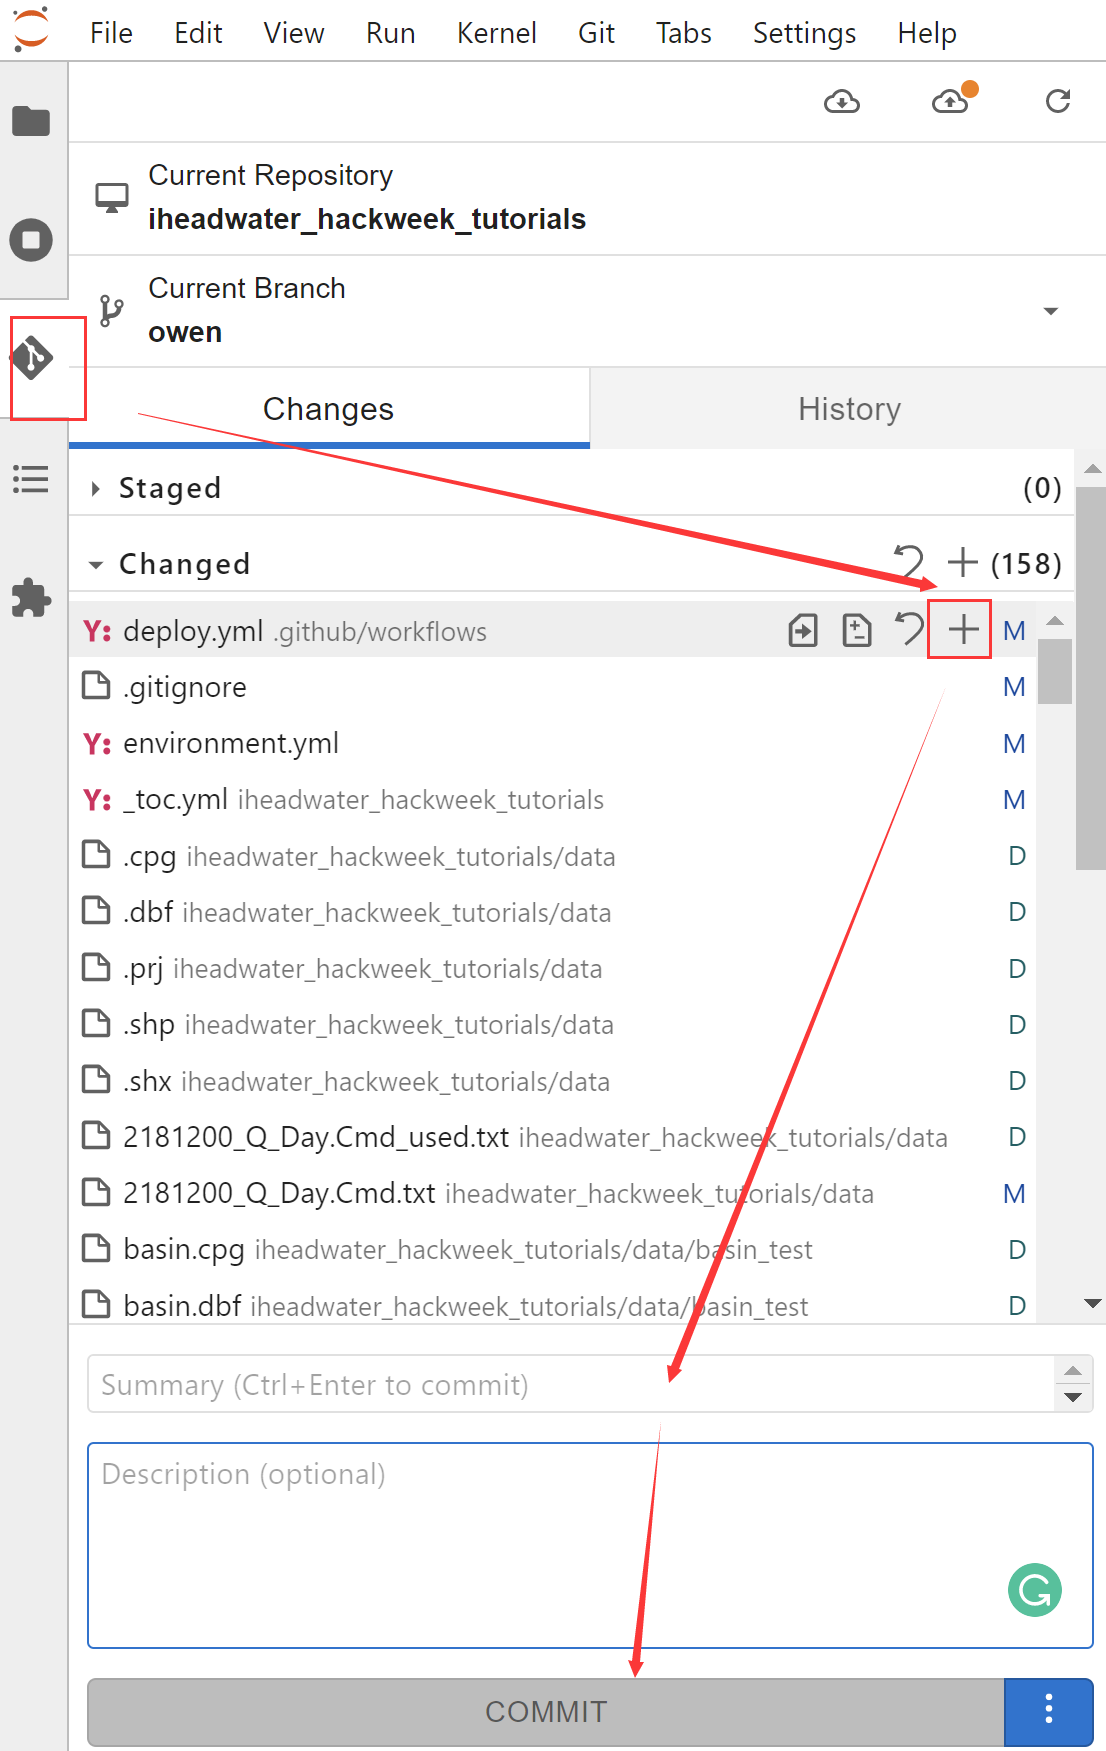 File Edit View Run Kernel Git Tabs Settings Help
Current Repository
iheadwater_hackweek_tutorials
Current Branch
owen
Changes History
Staged (0)
Changed (158)
Y: deploy.yml .github/workflows M
.gitignore M
Y: environment.yml M
Y: _toc.yml iheadwater_hackweek_tutorials M
.cpg iheadwater_hackweek_tutorials/data D
.dbf iheadwater_hackweek_tutorials/data D
.prj iheadwater_hackweek_tutorials/data D
.shp iheadwater_hackweek_tutorials/data D
.shx iheadwater_hackweek_tutorials/data D
2181200_Q_Day.Cmd_used.txt iheadwater_hackweek_tutorials/data D
2181200_Q_Day.Cmd.txt iheadwater_hackweek_tutorials/data M
basin.cpg iheadwater_hackweek_tutorials/data/basin_test D
basin.dbf iheadwater_hackweek_tutorials/data/basin_test D
Summary (Ctrl+Enter to commit)
Description (optional)
COMMIT